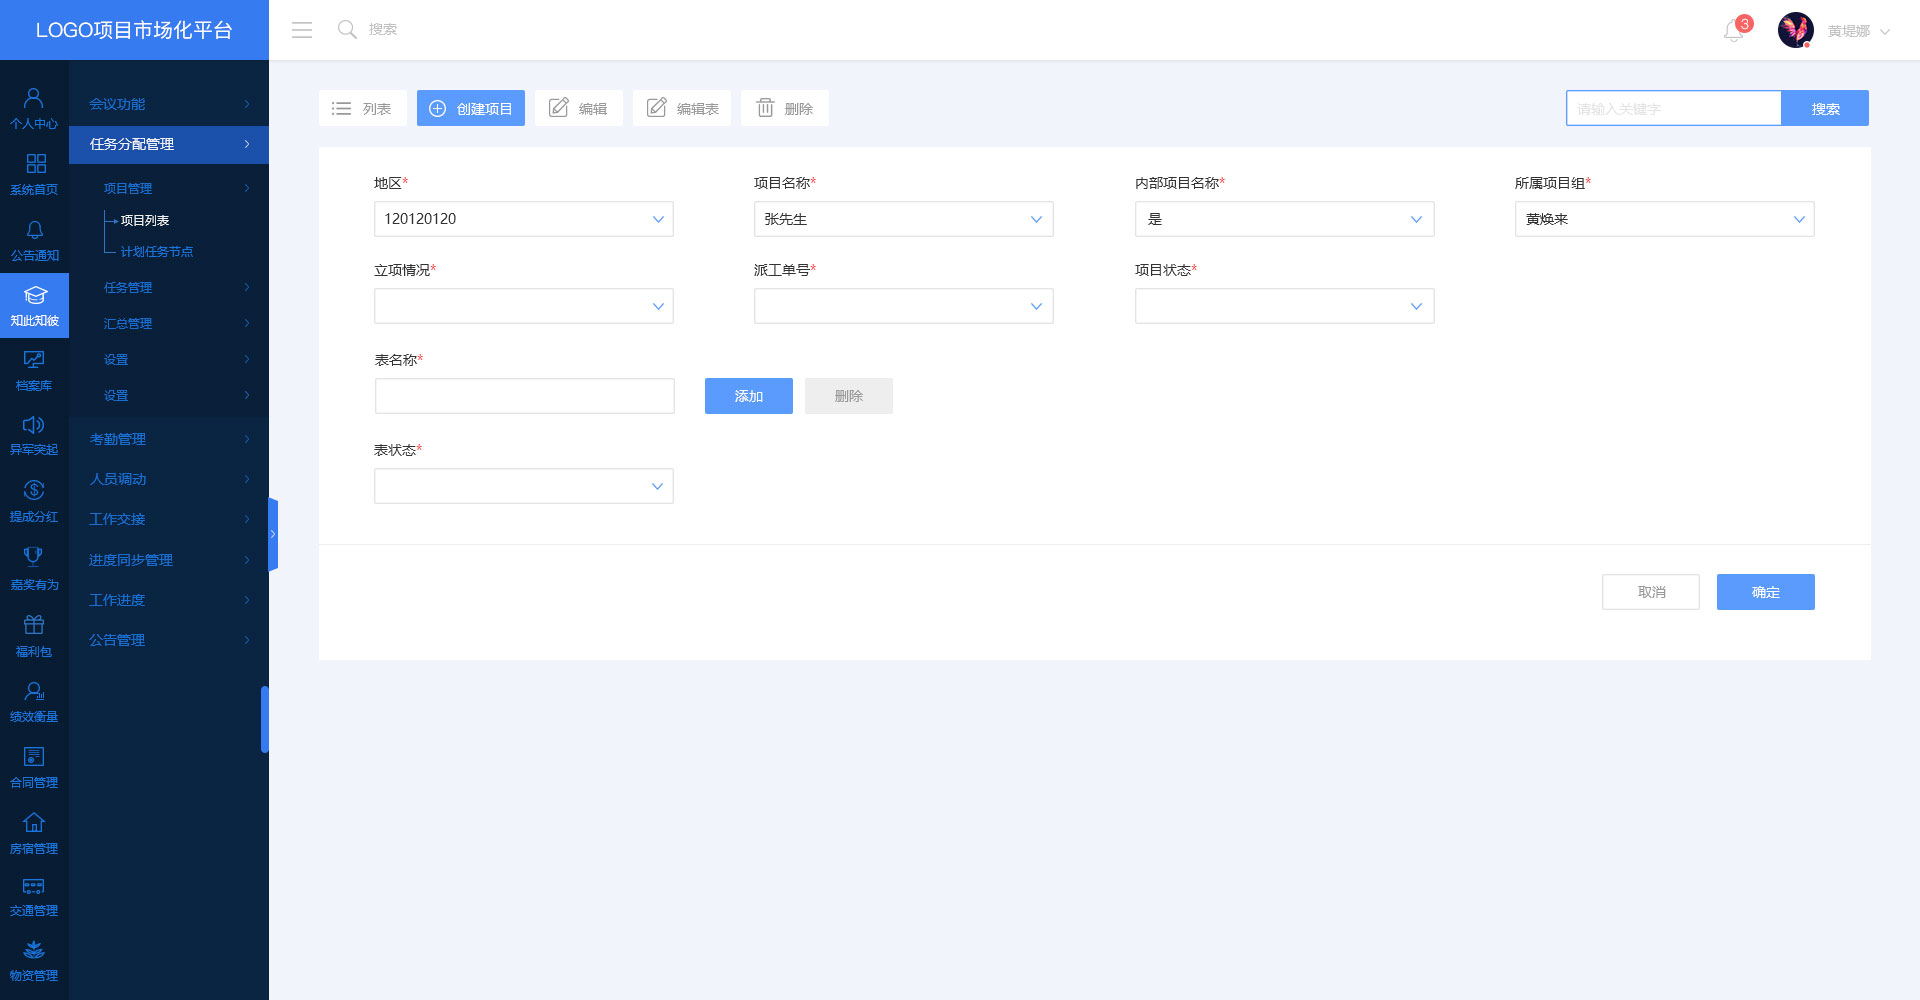 LOGO项目市场化平台
搜索
3
黄堤娜
个人中心
系统首页
公告通知
知此知彼
档案库
异军突起
提成分红
嘉奖有为
福利包
绩效衡量
合同管理
房宿管理
交通管理
物资管理
会议功能
任务分配管理
项目管理
项目列表
计划任务节点
任务管理
汇总管理
设置
设置
考勤管理
人员调动
工作交接
进度同步管理
工作进度
公告管理
列表 创建项目 编辑 编辑表 删除
请输入关键字 搜索
地区* 项目名称* 内部项目名称* 所属项目组*
120120120 张先生 是 黄焕来
立项情况* 派工单号* 项目状态*
表名称*
添加 删除
表状态*
取消 确定